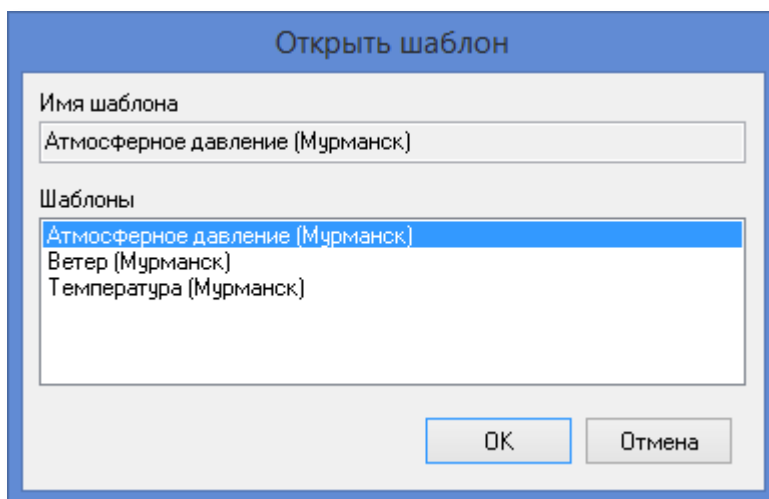 Открыть шаблон
Имя шаблона
Атмосферное давление (Мурманск)
Шаблоны
Атмосферное давление (Мурманск)
Ветер (Мурманск)
Температура (Мурманск)
OK
Отмена